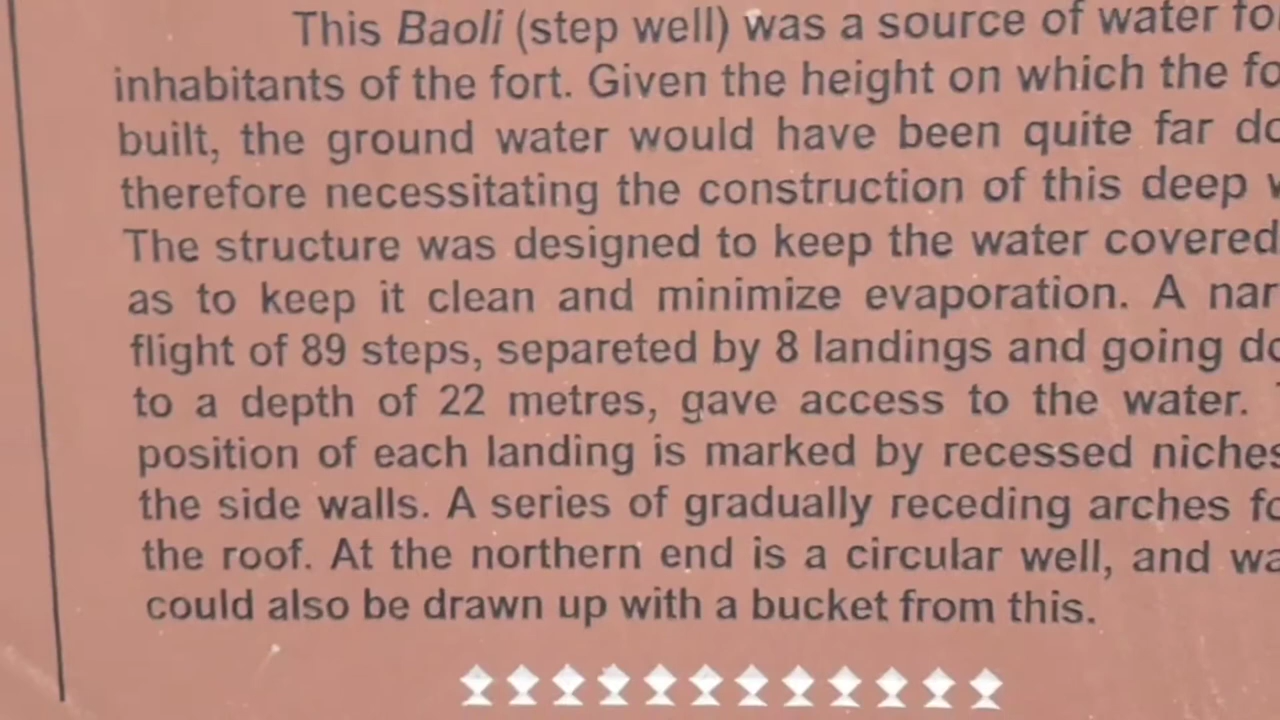 This Baoli (step well) was a source of water
inhabitants of the fort. Given the height on which the
built, the ground water would have been quite far
therefore necessitating the construction of this deep
The structure was designed to keep the water covered
as to keep it clean and minimize evaporation. A
flight of 89 steps, separeted by 8 landings and going
to a depth of 22 metres, gave access to the water.
position of each landing is marked by recessed niches
the side walls. A series of gradually receding arches
the roof. At the northern end is a circular well, and
could also be drawn up with a bucket from this.